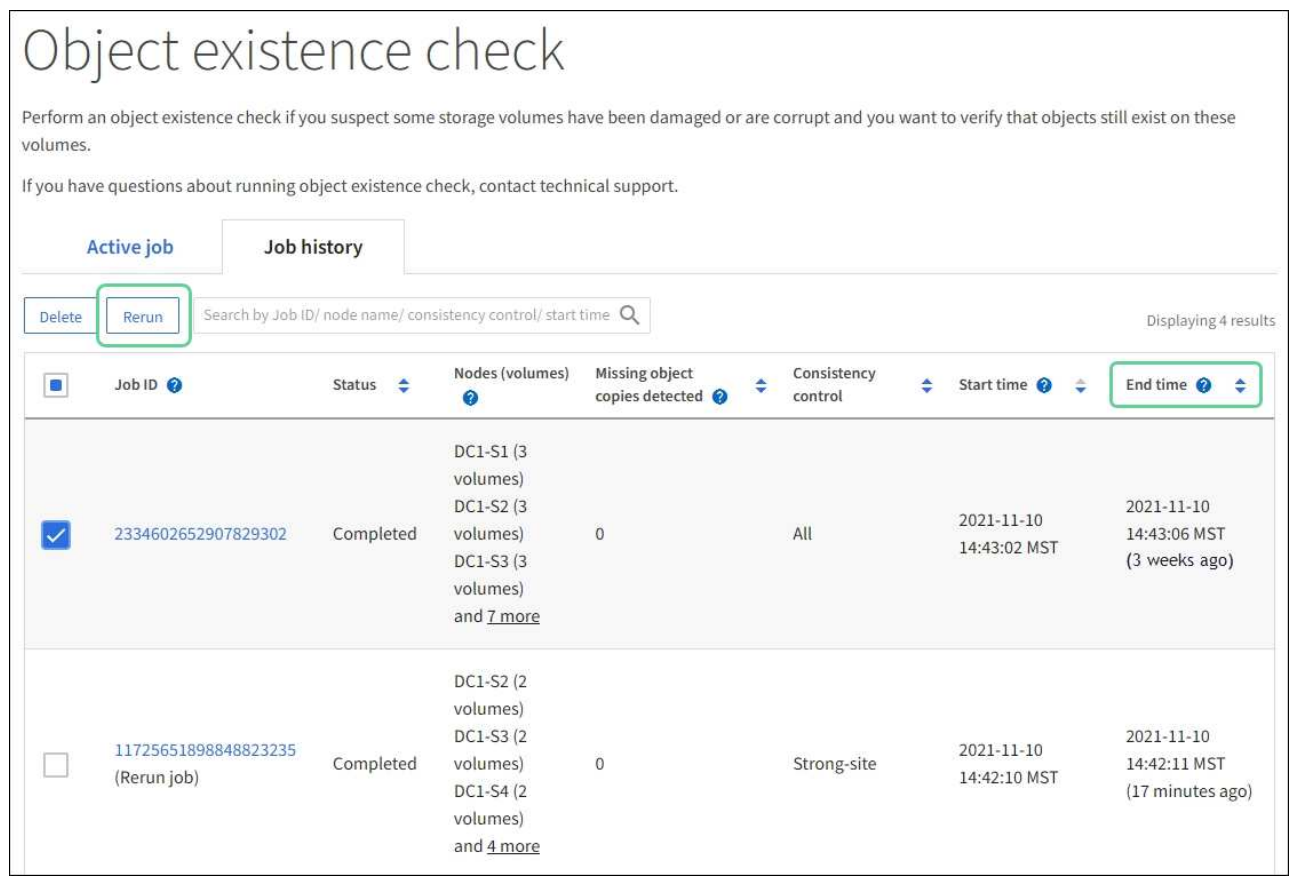 Object existence check
Perform an object existence check if you suspect some storage volumes have been damaged or are corrupt and you want to verify that objects still exist on these
volumes.
If you have questions about running object existence check, contact technical support.
Active job
Job history
Delete
Rerun
Search by Job ID/ node name/ consistency control/ start time
Displaying 4 results
Job ID ?
Status
Nodes (volumes)
?
Missing object
copies detected ?
Consistency
control
Start time ?
End time ?
2334602652907829302
Completed
DC1-S1 (3
volumes)
DC1-S2 (3
volumes)
DC1-S3 (3
volumes)
and 7 more
0
All
2021-11-10
14:43:02 MST
2021-11-10
14:43:06 MST
(3 weeks ago)
11725651898848823235
(Rerun job)
Completed
DC1-S2 (2
volumes)
DC1-S3 (2
volumes)
DC1-S4 (2
volumes)
and 4 more
0
Strong-site
2021-11-10
14:42:10 MST
2021-11-10
14:42:11 MST
(17 minutes ago)